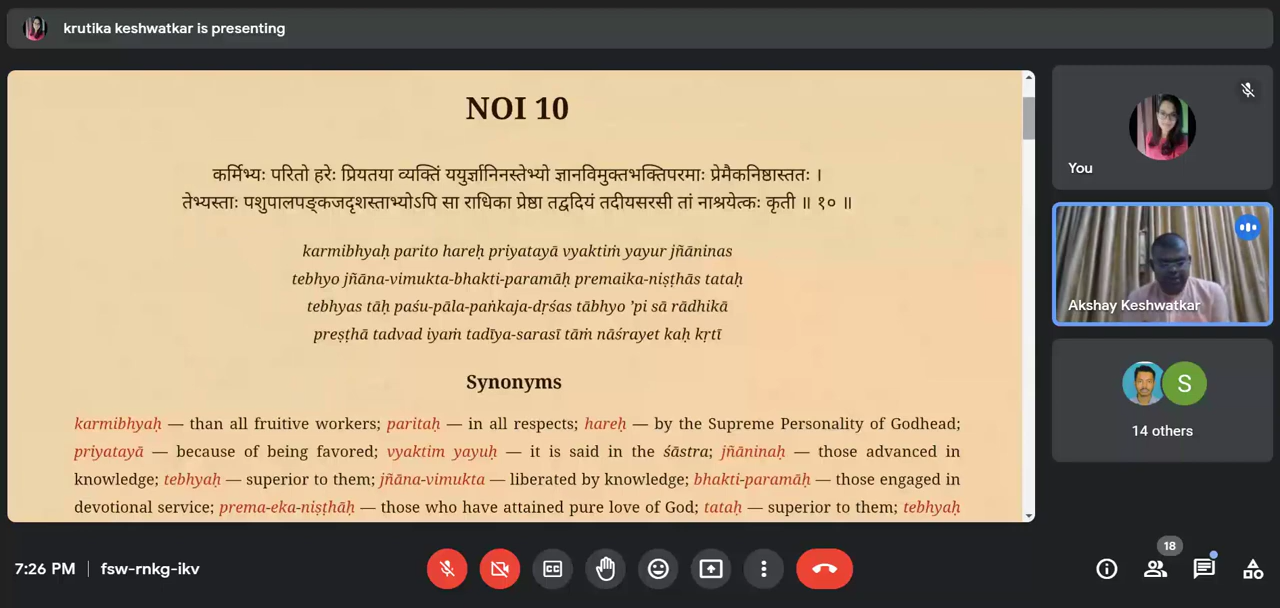 krutika keshwatkar is presenting
NOI 10
कर्मिभ्यः परितो हरेः प्रियतया व्यक्तिं ययुर्ज्ञानिनस्तेभ्यो ज्ञानविमुक्तभक्तिपरमाः प्रेमैकनिष्ठास्ततः ।
तेभ्यस्ताः पशुपालपङ्कजदृशस्ताभ्योऽपि सा राधिका प्रेष्ठा तद्वदियं तदीयसरसी तां नाश्रयेत्कः कृती ॥ १० ॥
karmibhyaḥ parito hareḥ priyatayā vyaktiṁ yayur jñāninas
tebhyo jñāna-vimukta-bhakti-paramāḥ premaika-niṣṭhās tataḥ
tebhyas tāḥ paśu-pāla-paṅkaja-dṛśas tābhyo ’pi sā rādhikā
preṣṭhā tadvad iyaṁ tadīya-sarasī tāṁ nāśrayet kaḥ kṛtī
Synonyms
karmibhyaḥ — than all fruitive workers; paritaḥ — in all respects; hareḥ — by the Supreme Personality of Godhead;
priyatayā — because of being favored; vyaktim yayuḥ — it is said in the śāstra; jñāninaḥ — those advanced in
knowledge; tebhyaḥ — superior to them; jñāna-vimukta — liberated by knowledge; bhakti-paramāḥ — those engaged in
devotional service; prema-eka-niṣṭhāḥ — those who have attained pure love of God; tataḥ — superior to them; tebhyaḥ
You
Akshay Keshwatkar
S
14 others
7:26 PM | fsw-rnkg-ikv
CC
18